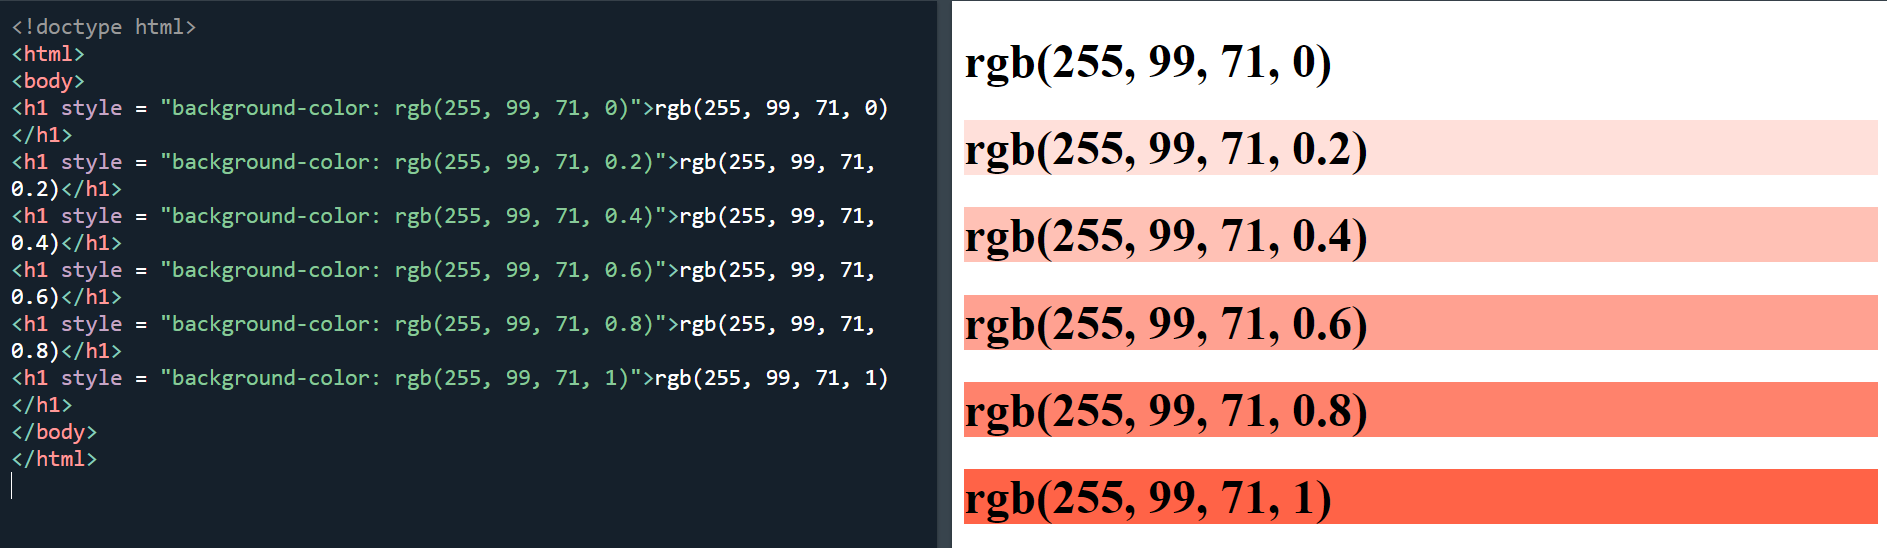 <!doctype html>
<html>
<body>
<h1 style = "background-color: rgb(255, 99, 71, 0)">rgb(255, 99, 71, 0)
</h1>
<h1 style = "background-color: rgb(255, 99, 71, 0.2)">rgb(255, 99, 71,
0.2)</h1>
<h1 style = "background-color: rgb(255, 99, 71, 0.4)">rgb(255, 99, 71,
0.4)</h1>
<h1 style = "background-color: rgb(255, 99, 71, 0.6)">rgb(255, 99, 71,
0.6)</h1>
<h1 style = "background-color: rgb(255, 99, 71, 0.8)">rgb(255, 99, 71,
0.8)</h1>
<h1 style = "background-color: rgb(255, 99, 71, 1)">rgb(255, 99, 71, 1)
</h1>
</body>
</html>
rgb(255, 99, 71, 0)
rgb(255, 99, 71, 0.2)
rgb(255, 99, 71, 0.4)
rgb(255, 99, 71, 0.6)
rgb(255, 99, 71, 0.8)
rgb(255, 99, 71, 1)